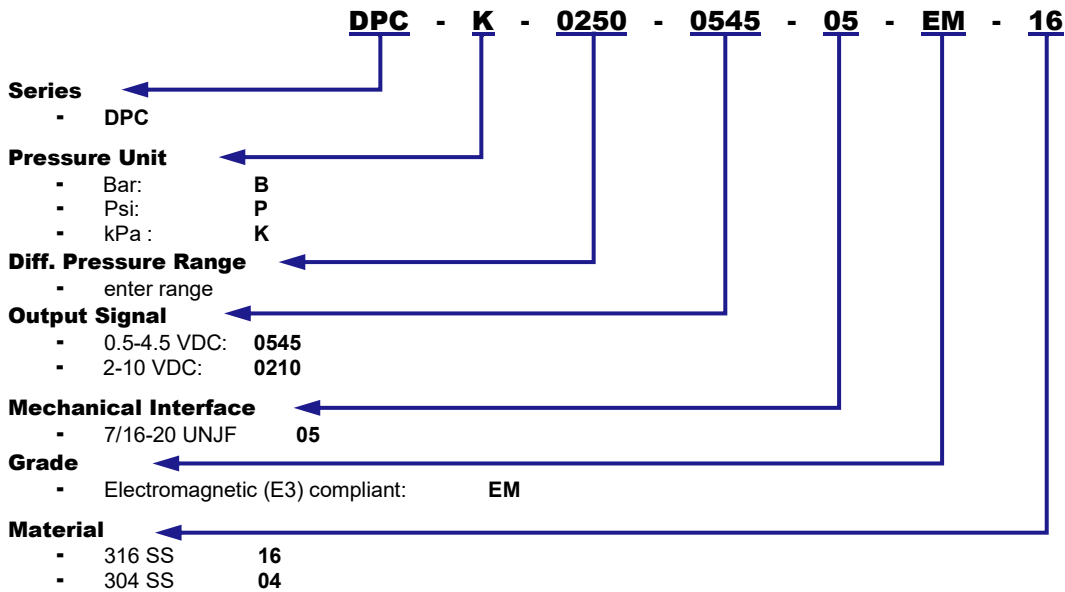 DPC - K - 0250 - 0545 - 05 - EM - 16
Series
- DPC
Pressure Unit
- Bar: B
- Psi: P
- kPa : K
Diff. Pressure Range
- enter range
Output Signal
- 0.5-4.5 VDC: 0545
- 2-10 VDC: 0210
Mechanical Interface
- 7/16-20 UNJF 05
Grade
- Electromagnetic (E3) compliant: EM
Material
- 316 SS 16
- 304 SS 04